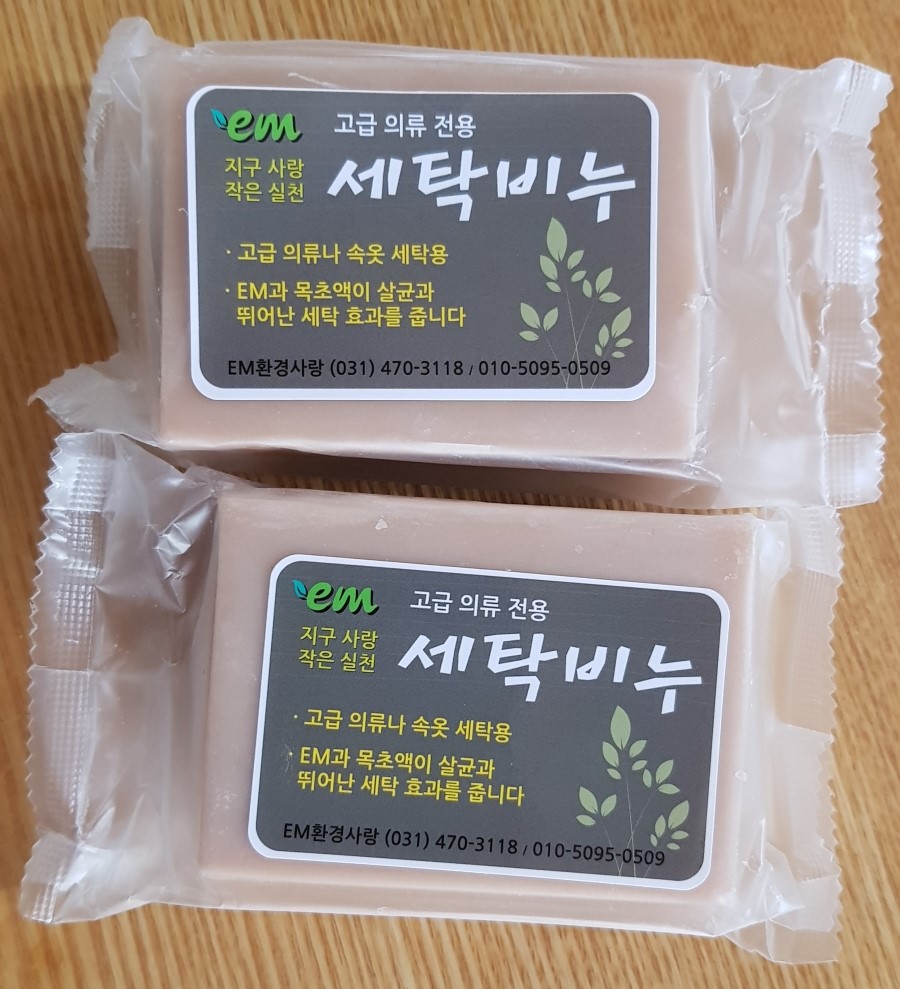 em
고급 의류 전용
지구 사랑
작은 실천
세탁비누
· 고급 의류나 속옷 세탁용
· EM과 목초액이 살균과
뛰어난 세탁 효과를 줍니다
EM환경사랑 (031) 470-3118 / 010-5095-0509
em
고급 의류 전용
지구 사랑
작은 실천
세탁비누
· 고급 의류나 속옷 세탁용
· EM과 목초액이 살균과
뛰어난 세탁 효과를 줍니다
EM환경사랑 (031) 470-3118 / 010-5095-0509